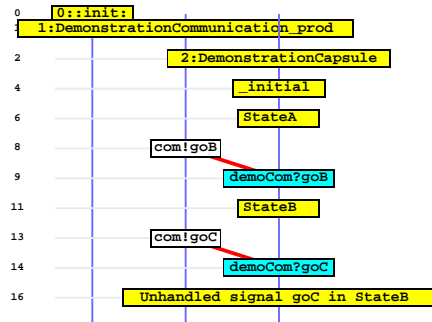 0 0::init:
1 1:DemonstrationCommunication_prod
2 2:DemonstrationCapsule
4 _initial
6 StateA
8 com!goB
9 demoCom?goB
11 StateB
13 com!goC
14 demoCom?goC
16 Unhandled signal goC in StateB